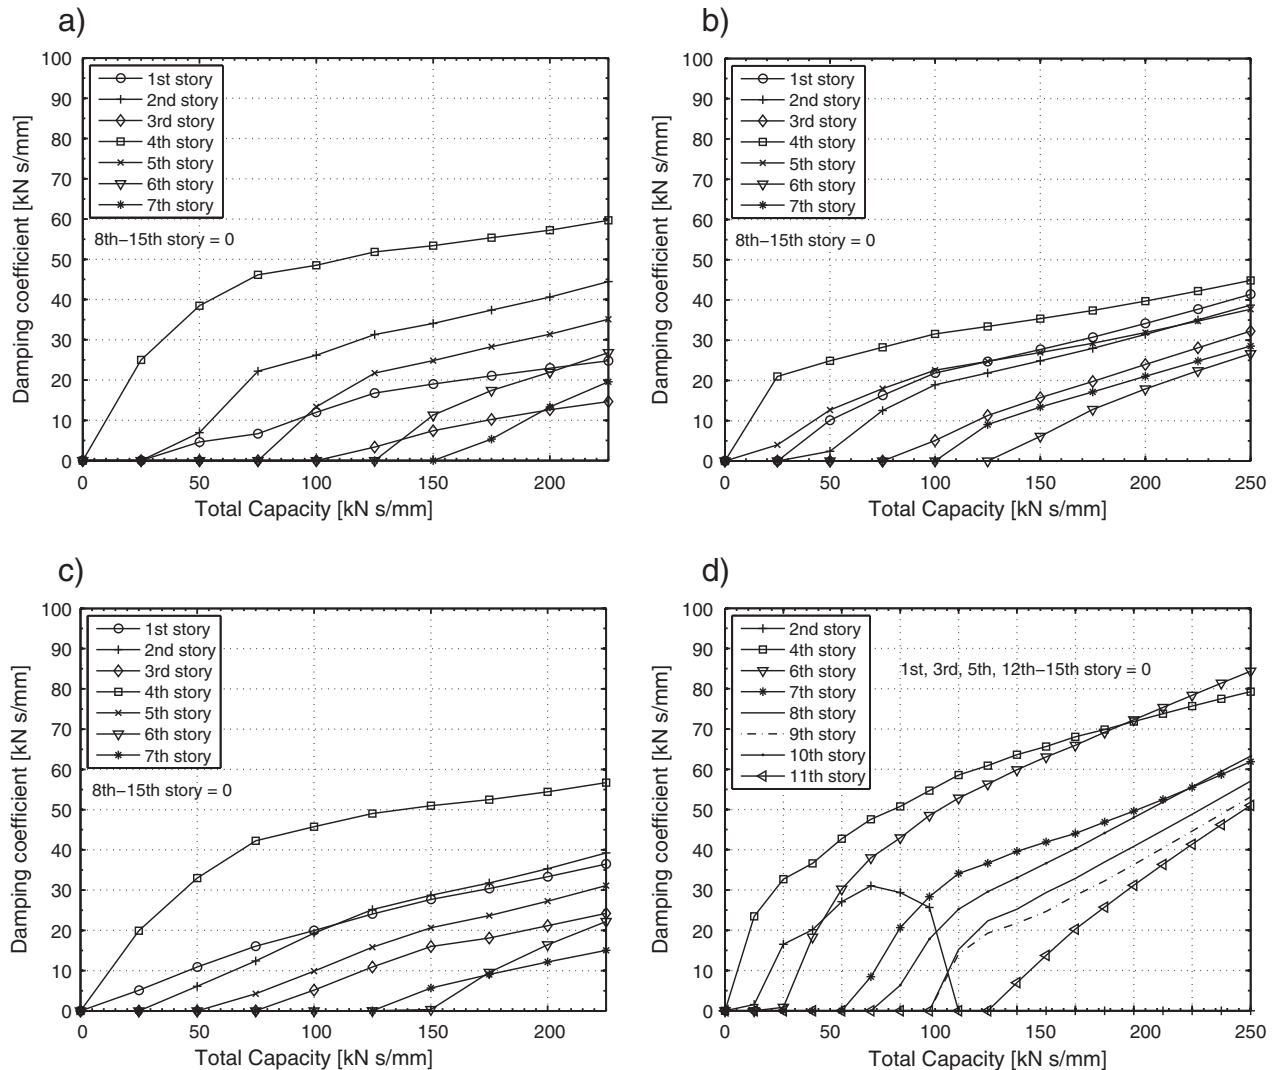 a)
100
90
80
70
60
50
40
30
20
10
0
Damping coefficient [kN s/mm]
1st story
2nd story
3rd story
4th story
5th story
6th story
7th story
8th–15th story = 0
0 50 100 150 200
Total Capacity [kN s/mm]
b)
100
90
80
70
60
50
40
30
20
10
0
Damping coefficient [kN s/mm]
1st story
2nd story
3rd story
4th story
5th story
6th story
7th story
8th–15th story = 0
0 50 100 150 200 250
Total Capacity [kN s/mm]
c)
100
90
80
70
60
50
40
30
20
10
0
Damping coefficient [kN s/mm]
1st story
2nd story
3rd story
4th story
5th story
6th story
7th story
8th–15th story = 0
0 50 100 150 200
Total Capacity [kN s/mm]
d)
100
90
80
70
60
50
40
30
20
10
0
Damping coefficient [kN s/mm]
2nd story
4th story
6th story
7th story
8th story
9th story
10th story
11th story
1st, 3rd, 5th, 12th–15th story = 0
0 50 100 150 200 250
Total Capacity [kN s/mm]